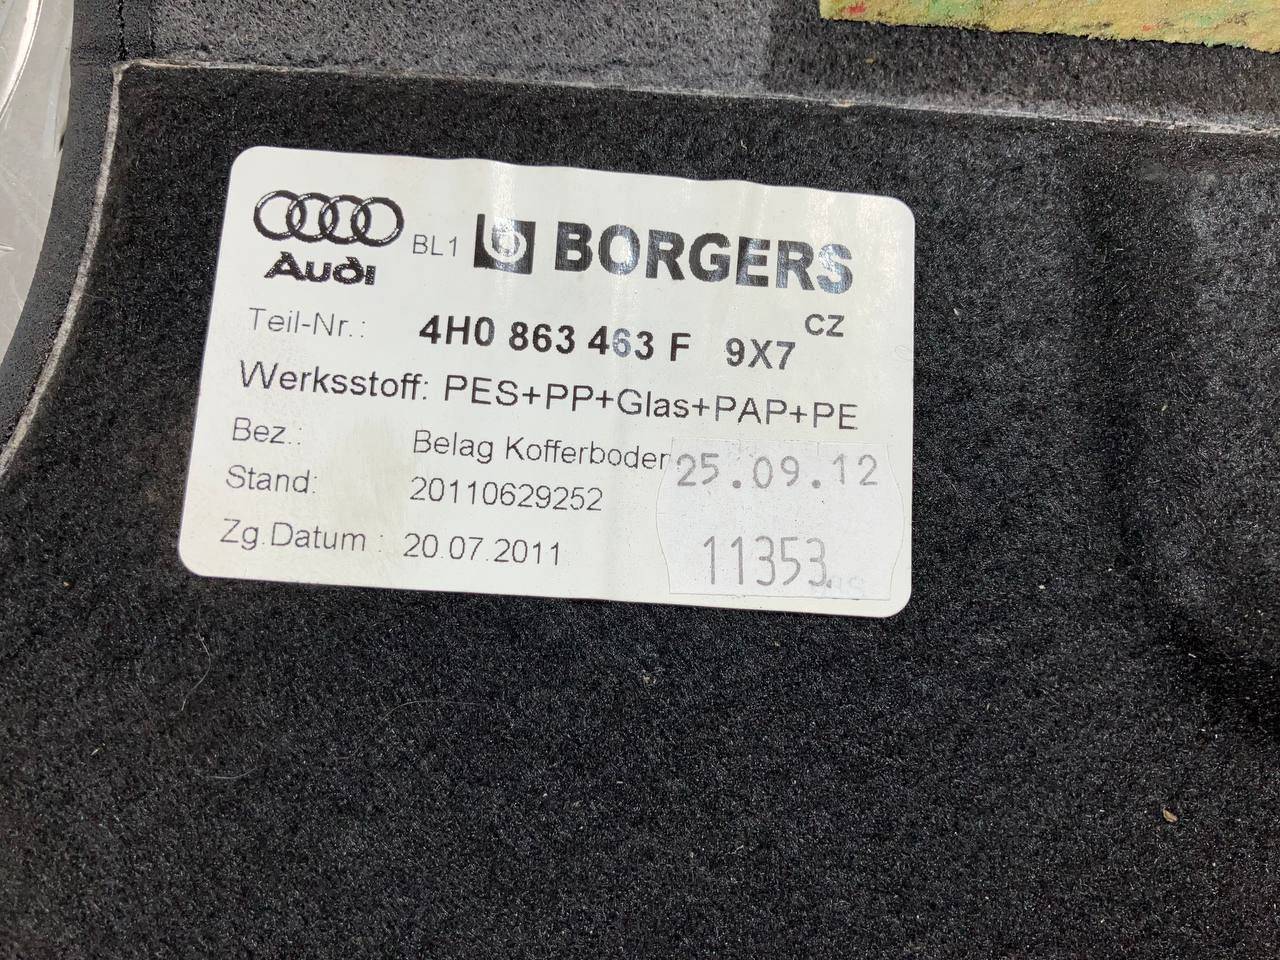 Audi BL1 BORGERS
CZ
Teil-Nr.: 4H0 863 463 F 9X7
Werksstoff: PES+PP+Glas+PAP+PE
Bez.: Belag Kofferboden
Stand: 20110629252
Zg.Datum : 20.07.2011
25.09.12
11353